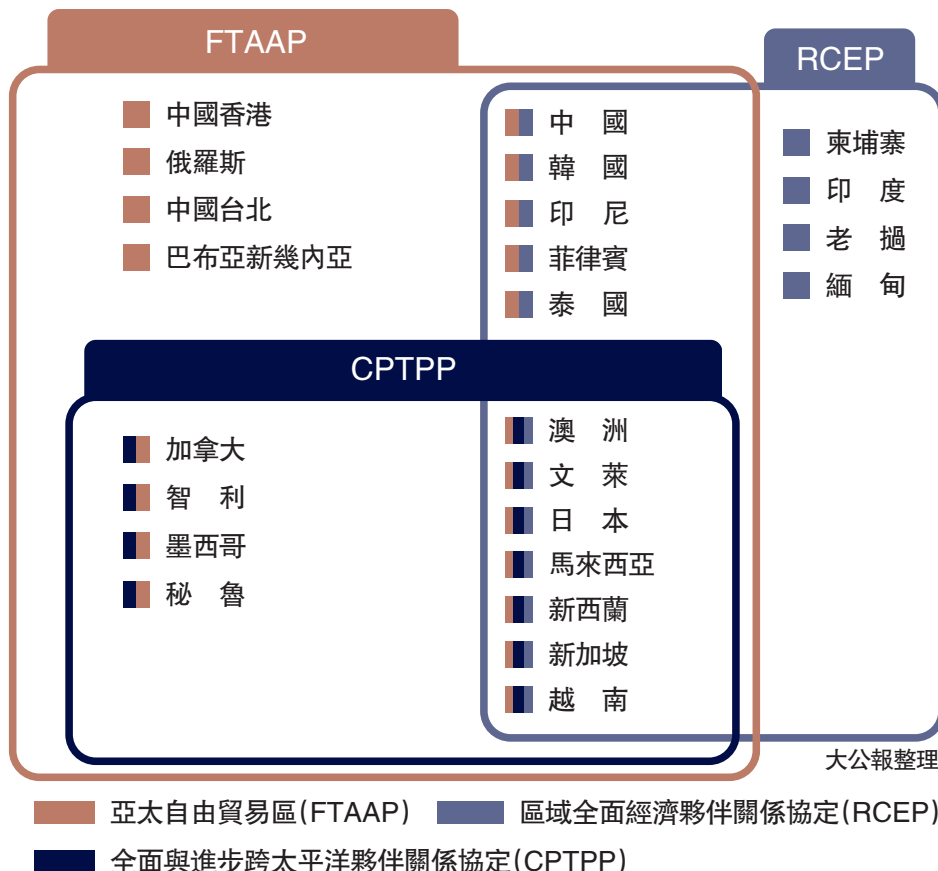 FTAAP
RCEP
中國香港
俄羅斯
中國台北
巴布亞新幾內亞
中國
韓國
印尼
菲律賓
泰國
柬埔寨
印度
老撾
緬甸
CPTPP
加拿大
智利
墨西哥
秘魯
澳洲
文萊
日本
馬來西亞
新西蘭
新加坡
越南
大公報整理
亞太自由貿易區(FTAAP) 區域全面經濟夥伴關係協定(RCEP)
全面與進步跨太平洋夥伴關係協定(CPTPP)